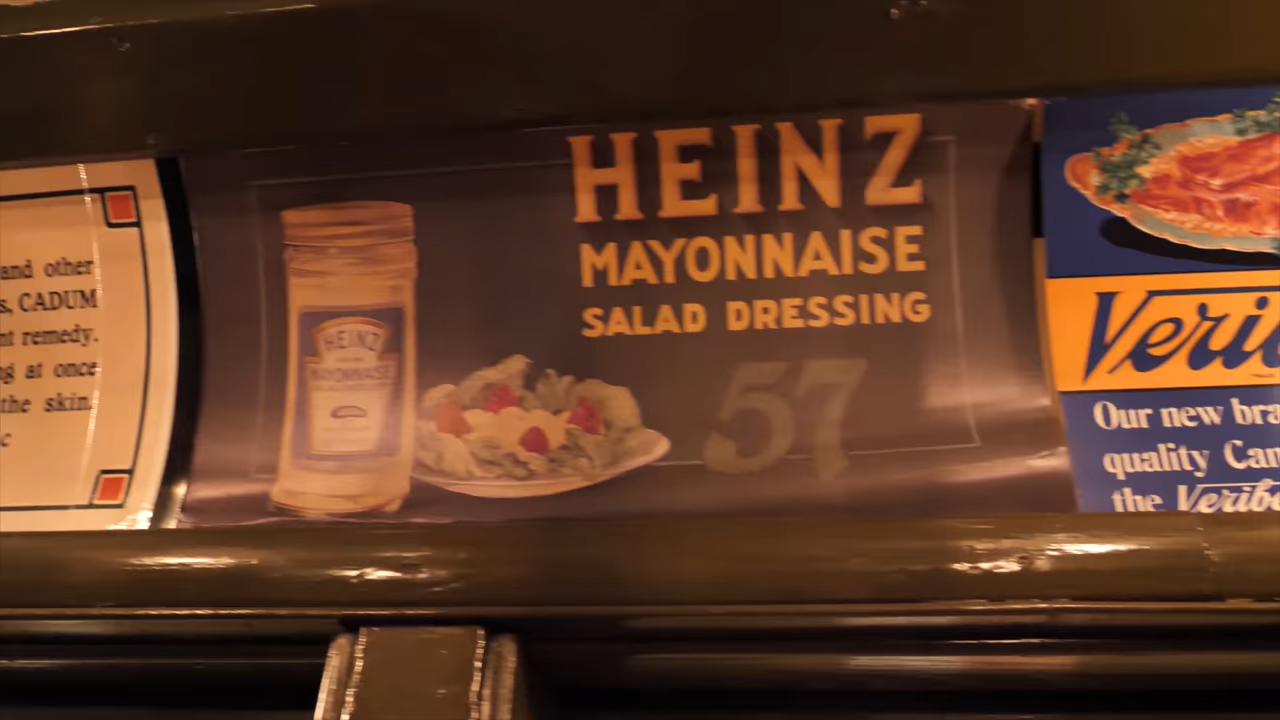 and other
s, CADUM
nt remedy.
g at once
the skin.
c
HEINZ
MAYONNAISE
SALAD DRESSING
57
HEINZ
MAYONNAISE
Veri
Our new bra
quality Can
the Veribe